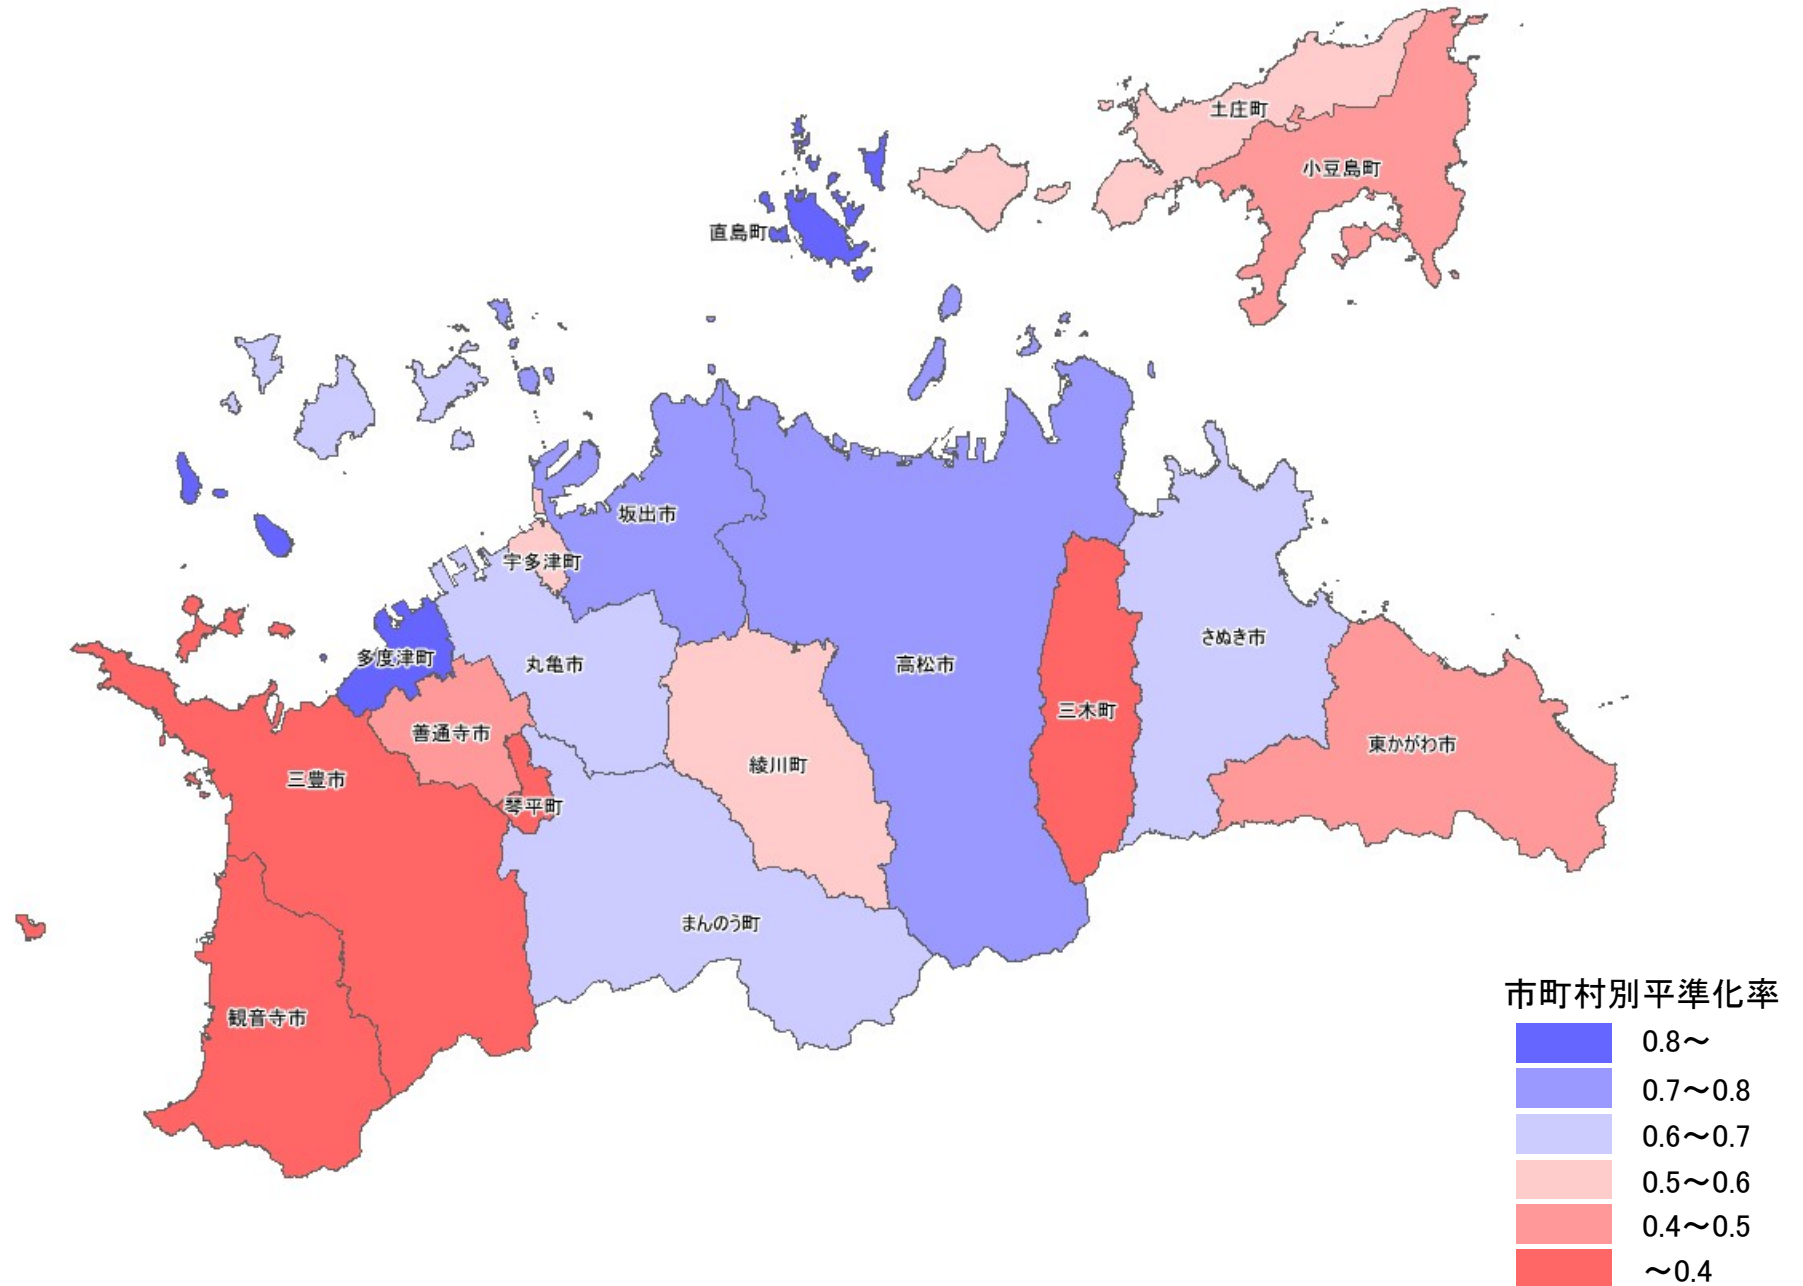 土庄町
小豆島町
直島町
坂出市
宇多津町
さぬき市
多度津町
丸亀市
高松市
三木町
善通寺市
東かがわ市
綾川町
三豊市
琴平町
まんのう町
観音寺市
市町村別平準化率
0.8～
0.7～0.8
0.6～0.7
0.5～0.6
0.4～0.5
～0.4